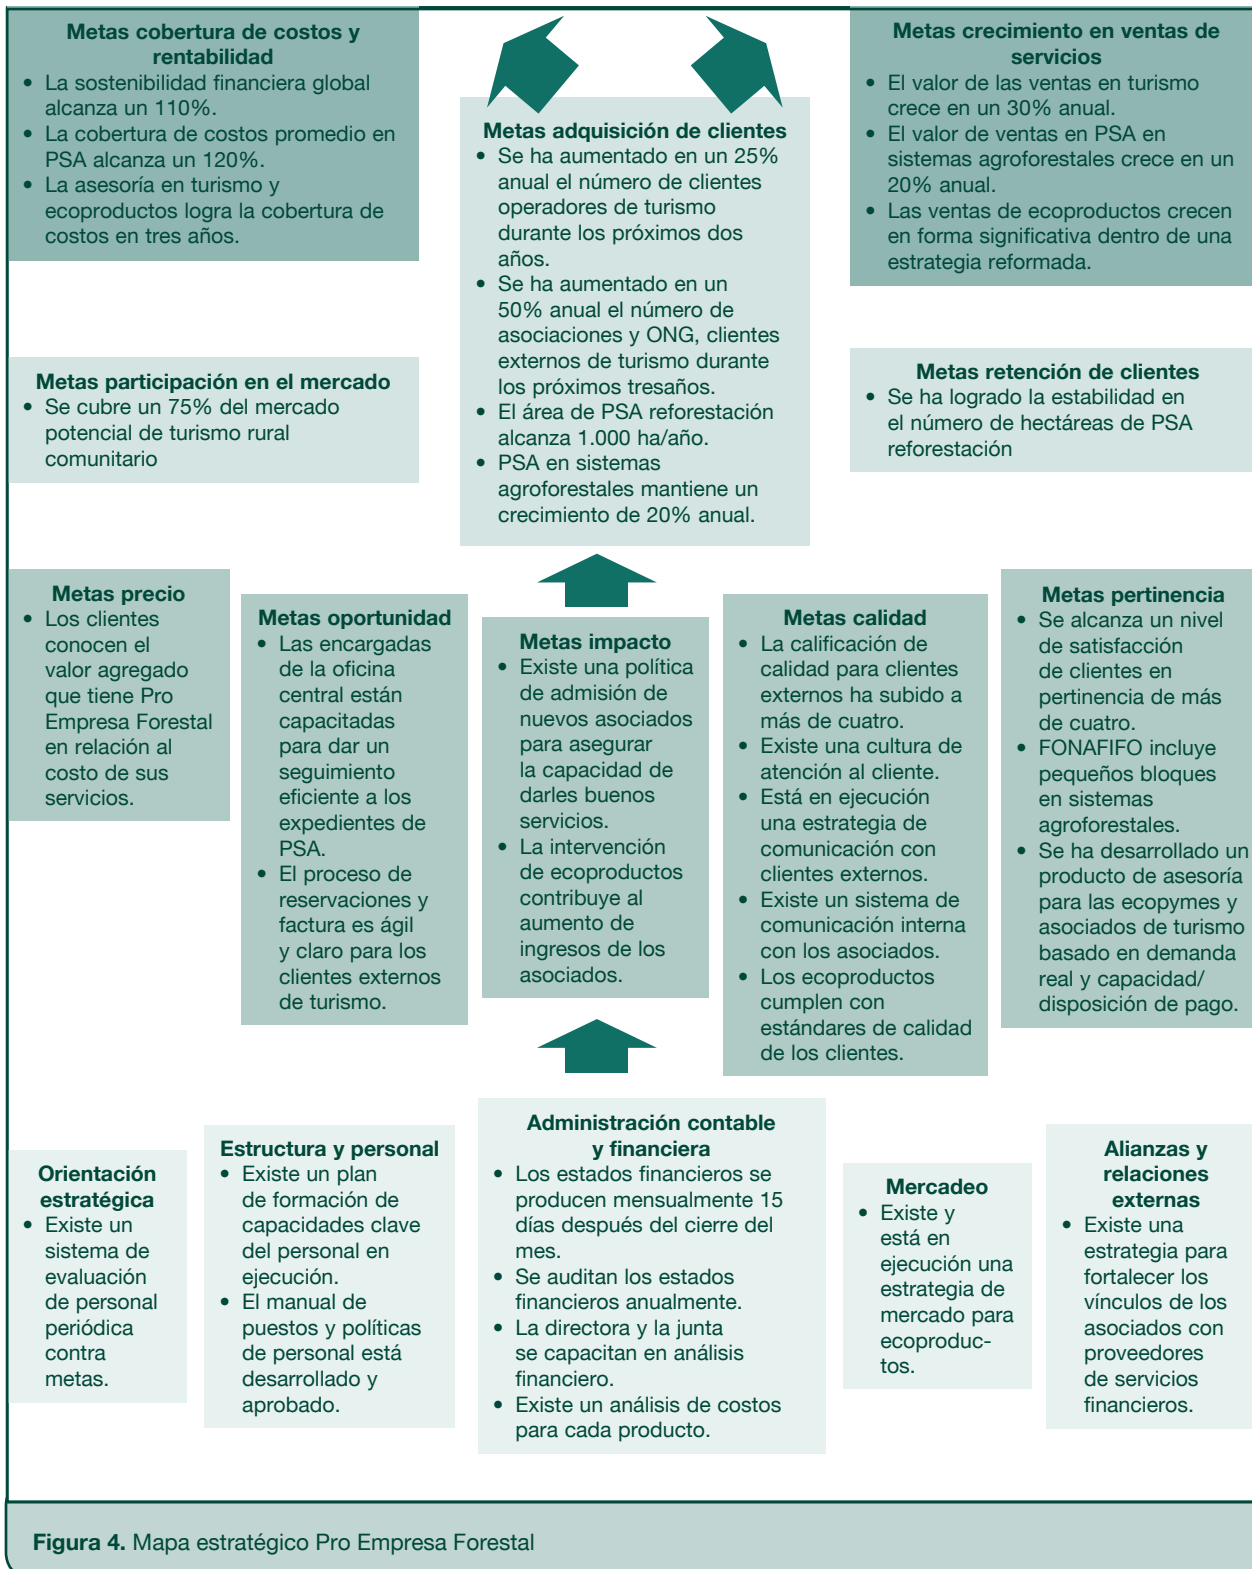 Metas cobertura de costos y
rentabilidad
• La sostenibilidad financiera global
alcanza un 110%.
• La cobertura de costos promedio en
PSA alcanza un 120%.
• La asesoría en turismo y
ecoproductos logra la cobertura de
costos en tres años.
Metas adquisición de clientes
• Se ha aumentado en un 25%
anual el número de clientes
operadores de turismo
durante los próximos dos
años.
• Se ha aumentado en un
50% anual el número de
asociaciones y ONG, clientes
externos de turismo durante
los próximos tresaños.
• El área de PSA reforestación
alcanza 1.000 ha/año.
• PSA en sistemas
agroforestales mantiene un
crecimiento de 20% anual.
Metas crecimiento en ventas de
servicios
• El valor de las ventas en turismo
crece en un 30% anual.
• El valor de ventas en PSA en
sistemas agroforestales crece en un
20% anual.
• Las ventas de ecoproductos crecen
en forma significativa dentro de una
estrategia reformada.
Metas participación en el mercado
• Se cubre un 75% del mercado
potencial de turismo rural
comunitario
Metas retención de clientes
• Se ha logrado la estabilidad en
el número de hectáreas de PSA
reforestación
Metas precio
• Los clientes
conocen el
valor agregado
que tiene Pro
Empresa Forestal
en relación al
costo de sus
servicios.
Metas oportunidad
• Las encargadas
de la oficina
central están
capacitadas
para dar un
seguimiento
eficiente a los
expedientes de
PSA.
• El proceso de
reservaciones y
factura es ágil
y claro para los
clientes externos
de turismo.
Metas impacto
• Existe una política
de admisión de
nuevos asociados
para asegurar
la capacidad de
darles buenos
servicios.
• La intervención
de ecoproductos
contribuye al
aumento de
ingresos de los
asociados.
Metas calidad
• La calificación de
calidad para clientes
externos ha subido a
más de cuatro.
• Existe una cultura de
atención al cliente.
• Está en ejecución
una estrategia de
comunicación con
clientes externos.
• Existe un sistema de
comunicación interna
con los asociados.
• Los ecoproductos
cumplen con
estándares de calidad
de los clientes.
Metas pertinencia
• Se alcanza un nivel
de satisfacción
de clientes en
pertinencia de más
de cuatro.
• FONAFIFO incluye
pequeños bloques
en sistemas
agroforestales.
• Se ha desarrollado un
producto de asesoría
para las ecopymes y
asociados de turismo
basado en demanda
real y capacidad/
disposición de pago.
Orientación
estratégica
• Existe un
sistema de
evaluación
de personal
periódica
contra
metas.
Estructura y personal
• Existe un plan
de formación de
capacidades clave
del personal en
ejecución.
• El manual de
puestos y políticas
de personal está
desarrollado y
aprobado.
Administración contable
y financiera
• Los estados financieros se
producen mensualmente 15
días después del cierre del
mes.
• Se auditan los estados
financieros anualmente.
• La directora y la junta
se capacitan en análisis
financiero.
• Existe un análisis de costos
para cada producto.
Mercadeo
• Existe y
está en
ejecución una
estrategia de
mercado para
ecoproduc-
tos.
Alianzas y
relaciones
externas
• Existe una
estrategia para
fortalecer los
vínculos de los
asociados con
proveedores
de servicios
financieros.
Figura 4. Mapa estratégico Pro Empresa Forestal